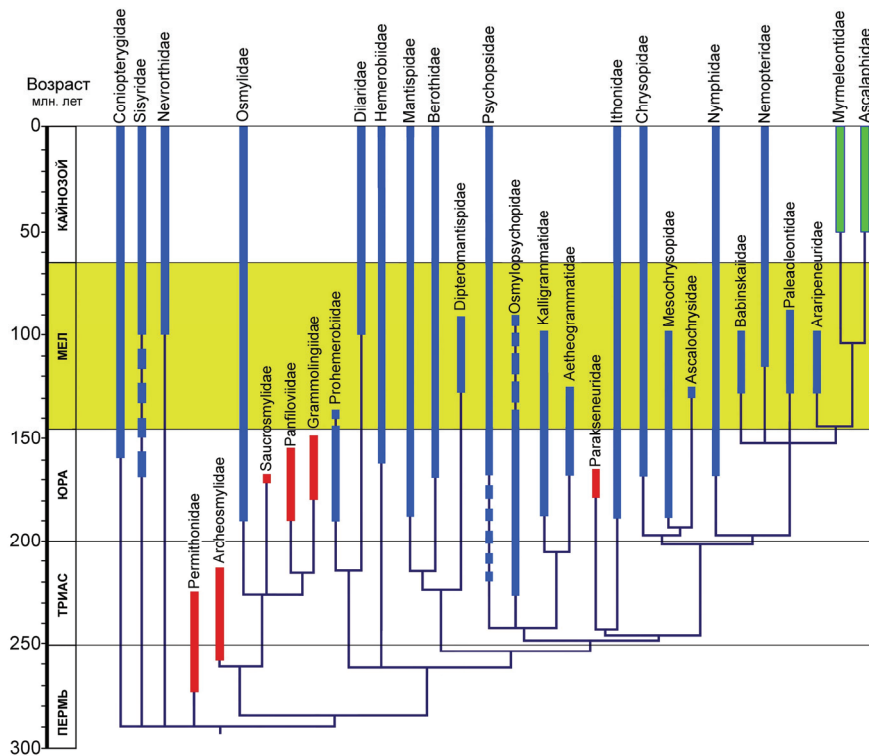 Возраст
млн. лет
0
50
100
150
200
250
300
КАЙНОЗОЙ
МЕЛ
ЮРА
ТРИАС
ПЕРМЬ
Coniopterygidae
Sisyridae
Nevrorthidae
Permithonidae
Archeosmylidae
Osmylidae
Saucrosmylidae
Panfiloviidae
Grammolingiidae
Prohemerobiidae
Dilaridae
Hemerobiidae
Mantispidae
Berothidae
Dipteromantispidae
Psychopsidae
Osmylopsychopidae
Kalligrammatidae
Aetheogrammatidae
Parakseneuridae
Ithonidae
Chrysopidae
Mesochrysopidae
Ascalochrysidae
Nymphidae
Babinskaiidae
Nemopteridae
Paleaoleontidae
Araripeneuridae
Myrmeleontidae
Ascalaphidae